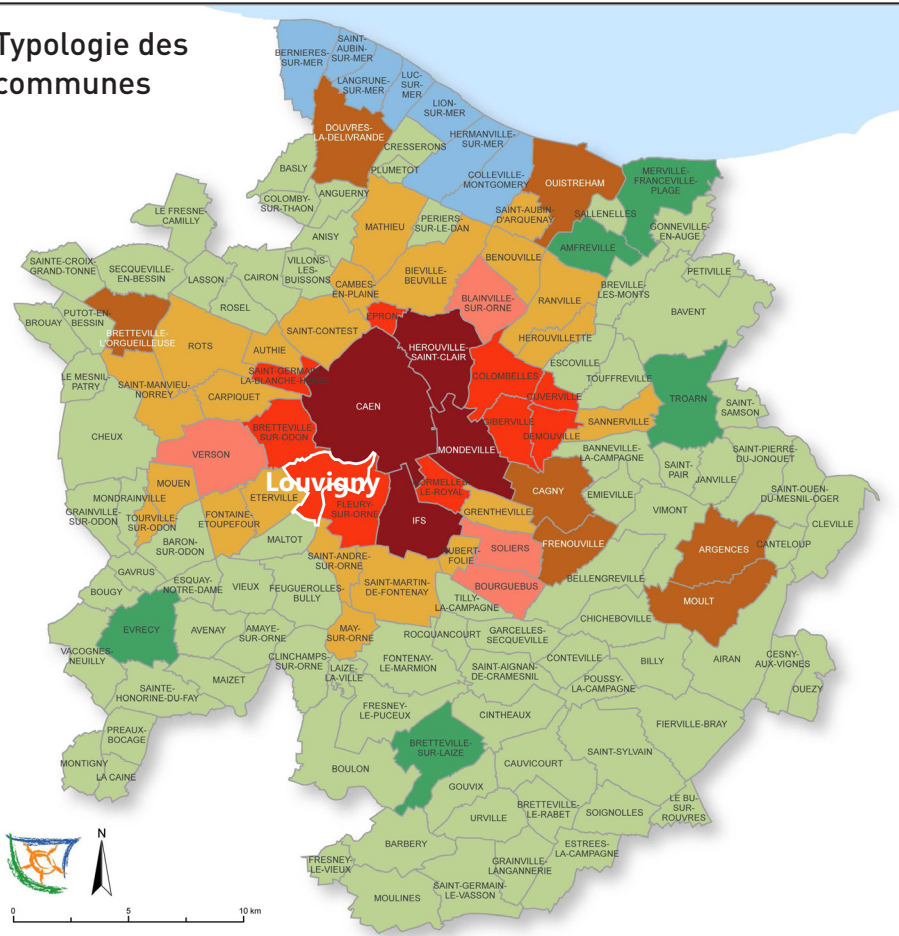 Typologie des
communes
BERNIERES-
SUR-MER
SAINT-
AUBIN-
SUR-MER
LANGRUNE-
SUR-MER
LUC-
SUR-
MER
LION-
SUR-MER
HERMANVILLE-
SUR-MER
COLLEVILLE-
MONTGOMERY
DOUVRES-
LA-DELIVRANDE
CRESSERONS
PLUMETOT
BASLY
COLOMBY-
SUR-THAON
ANGUERNY
OUISTREHAM
MERVILLE-
FRANCEVILLE-
PLAGE
SALLENELLES
GONNEVILLE-
EN-AUGE
AMFREVILLE
SAINT-AUBIN-
D'ARQUENAY
LE FRESNE-
CAMILLY
ANISY
MATHIEU
PERIERS-
SUR-LE-DAN
BENOUVILLE
SAINTE-CROIX-
GRAND-TONNE
SECQUEVILLE-
EN-BESSIN
LASSON
CAIRON
VILLONS-
LES-
BUISSONS
CAMBES-
EN-PLAINE
BIEVILLE-
BEUVILLE
BLAINVILLE-
SUR-ORNE
RANVILLE
BREVILLE-
LES-MONTS
PETIVILLE
BAVENT
BROUAY
PUTOT-EN-
BESSIN
BRETTEVILLE-
L'ORGUEILLEUSE
ROSEL
ROTS
AUTHIE
SAINT-CONTEST
EPRON
HEROUVILLE-
SAINT-CLAIR
HEROUVILLETTE
ESCOVILLE
TOUFFREVILLE
TROARN
SAINT-
SAMSON
LE MESNIL-
PATRY
SAINT-MANVIEU-
NORREY
CARPIQUET
SAINT-GERMAIN-
LA-BLANCHE-HERBE
CAEN
COLOMBELLES
CUVERVILLE
GIBERVILLE
DEMOUVILLE
SANNERVILLE
BANNEVILLE-
LA-CAMPAGNE
SAINT-
PAIR
JANVILLE
SAINT-PIERRE-
DU-JONQUET
CHEUX
VERSON
BRETTEVILLE-
SUR-ODON
MONDEVILLE
Louvigny
CORMELLES-
LE-ROYAL
CAGNY
EMIEVILLE
VIMONT
SAINT-OUEN-
DU-MESNIL-OGER
CLEVILLE
MONDRAINVILLE
GRAINVILLE-
SUR-ODON
TOURVILLE-
SUR-ODON
MOUEN
FONTAINE-
ETOUPEFOUR
ETERVILLE
FLEURY-
SUR-ORNE
IFS
GRENTHEVILLE
BARON-
SUR-ODON
MALTOT
SAINT-ANDRE-
SUR-ORNE
HUBERT-
FOLIE
SOLIERS
FRENOUVILLE
BELLENGREVILLE
ARGENCES
CANTELOUP
GAVRUS
BOUGY
ESQUAY-
NOTRE-DAME
VIEUX
FEUGUEROLLES-
BULLY
SAINT-MARTIN-
DE-FONTENAY
BOURGUEBUS
TILLY-
LA-CAMPAGNE
MOULT
CHICHEBOVILLE
EVRECY
AVENAY
AMAYE-
SUR-ORNE
MAY-
SUR-ORNE
ROCQUANCOURT
GARCELLES-
SECQUEVILLE
VACOGNES-
NEUILLY
MAIZET
CLINCHAMPS-
SUR-ORNE
LAIZE-
LA-VILLE
FONTENAY-
LE-MARMION
SAINT-AIGNAN-
DE-CRAMESNIL
CONTEVILLE
POUSSY-
LA-CAMPAGNE
BILLY
AIRAN
CESNY-
AUX-VIGNES
OUEZY
SAINTE-
HONORINE-DU-FAY
PREAUX-
BOCAGE
MONTIGNY
LA CAINE
FRESNEY-
LE-PUCEUX
CINTHEAUX
FIERVILLE-BRAY
BRETTEVILLE-
SUR-LAIZE
CAUVICOURT
SAINT-SYLVAIN
BOULON
GOUVIX
URVILLE
BRETTEVILLE-
LE-RABET
SOIGNOLLES
LE BU-
SUR-
ROUVRES
BARBERY
ESTREES-
LA-CAMPAGNE
GRAINVILLE-
LANGANNERIE
FRESNEY-
LE-VIEUX
MOULINES
SAINT-GERMAIN-
LE-VASSON
N
0 5 10 km